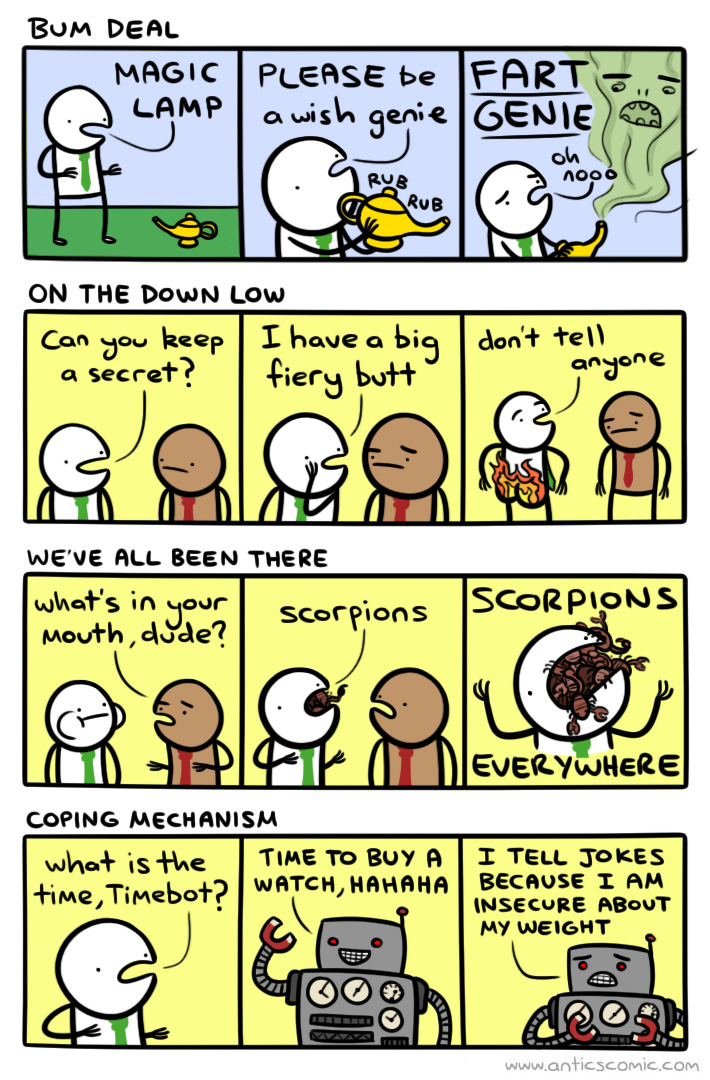 BUM DEAL
MAGIC
LAMP
PLEASE be
a wish genie
RUB
RUB
FART
GENIE
oh
nooo
ON THE DOWN LOW
Can you keep
a secret?
I have a big
fiery butt
don't tell
anyone
WE'VE ALL BEEN THERE
what's in your
mouth, dude?
scorpions
SCORPIONS
EVERYWHERE
COPING MECHANISM
what is the
time, Timebot?
TIME TO BUY A
WATCH, HAHAHA
I TELL JOKES
BECAUSE I AM
INSECURE ABOUT
MY WEIGHT
www.anticscomic.com